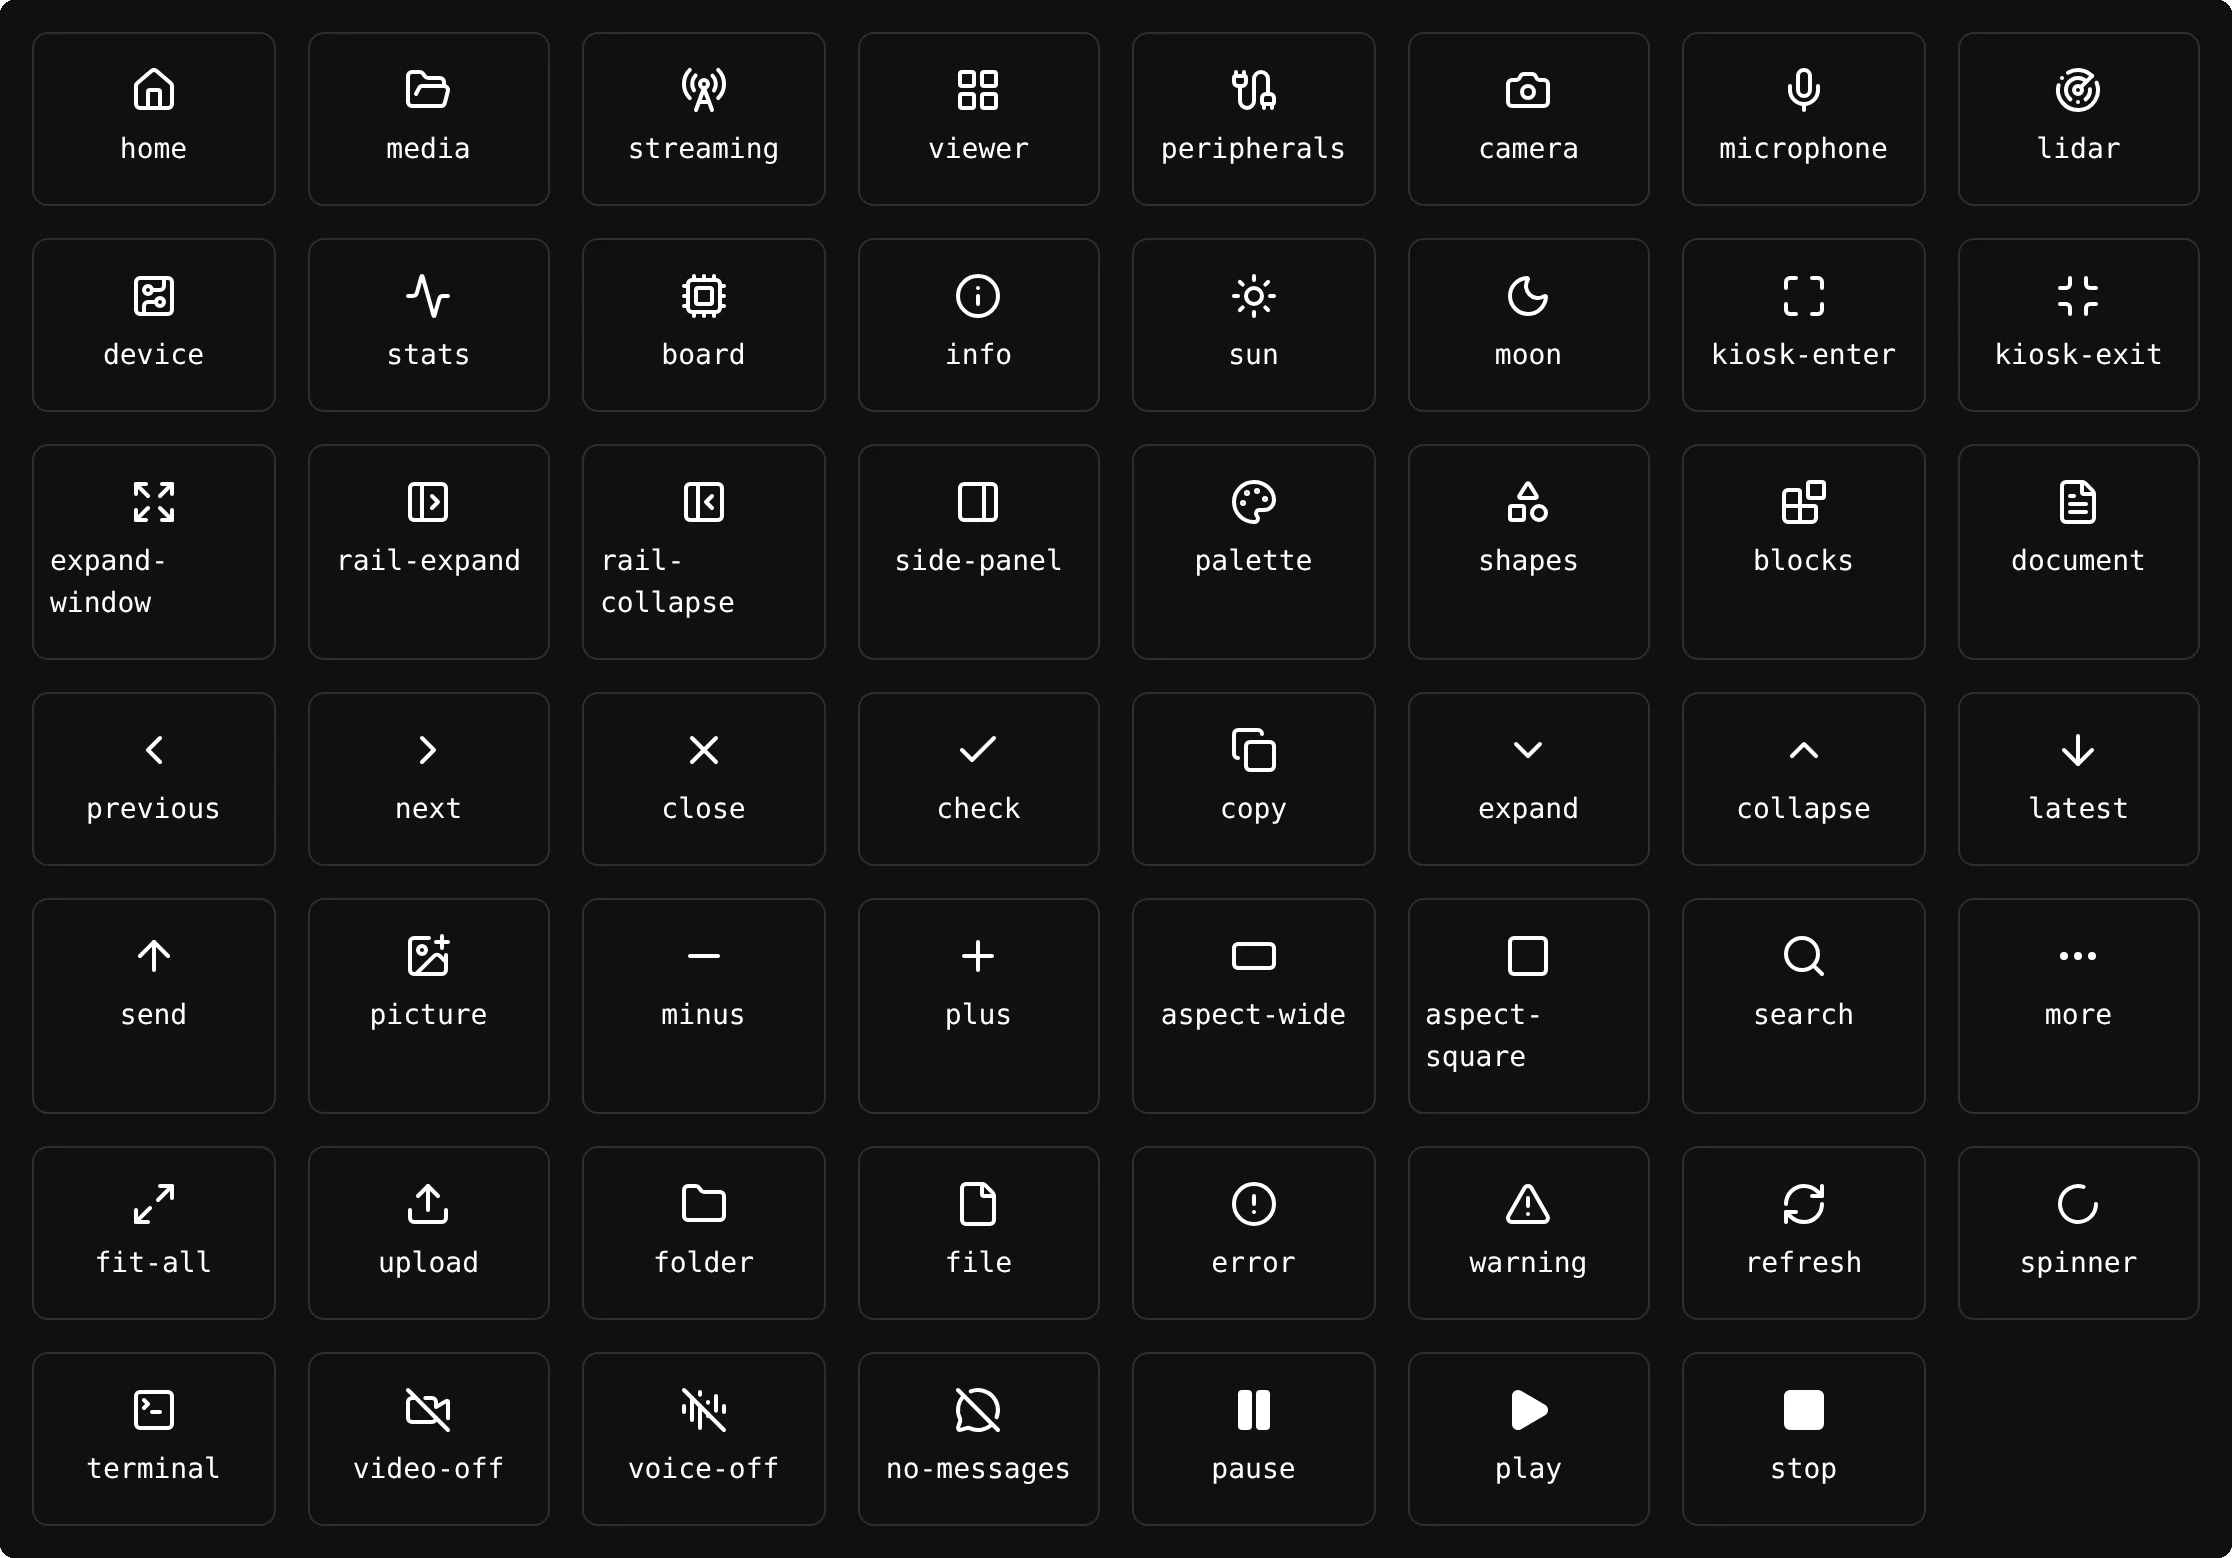 home
media
streaming
viewer
peripherals
camera
microphone
lidar
device
stats
board
info
sun
moon
kiosk-enter
kiosk-exit
expand-
window
rail-expand
rail-
collapse
side-panel
palette
shapes
blocks
document
previous
next
close
check
copy
expand
collapse
latest
send
picture
minus
plus
aspect-wide
aspect-
square
search
more
fit-all
upload
folder
file
error
warning
refresh
spinner
terminal
video-off
voice-off
no-messages
pause
play
stop